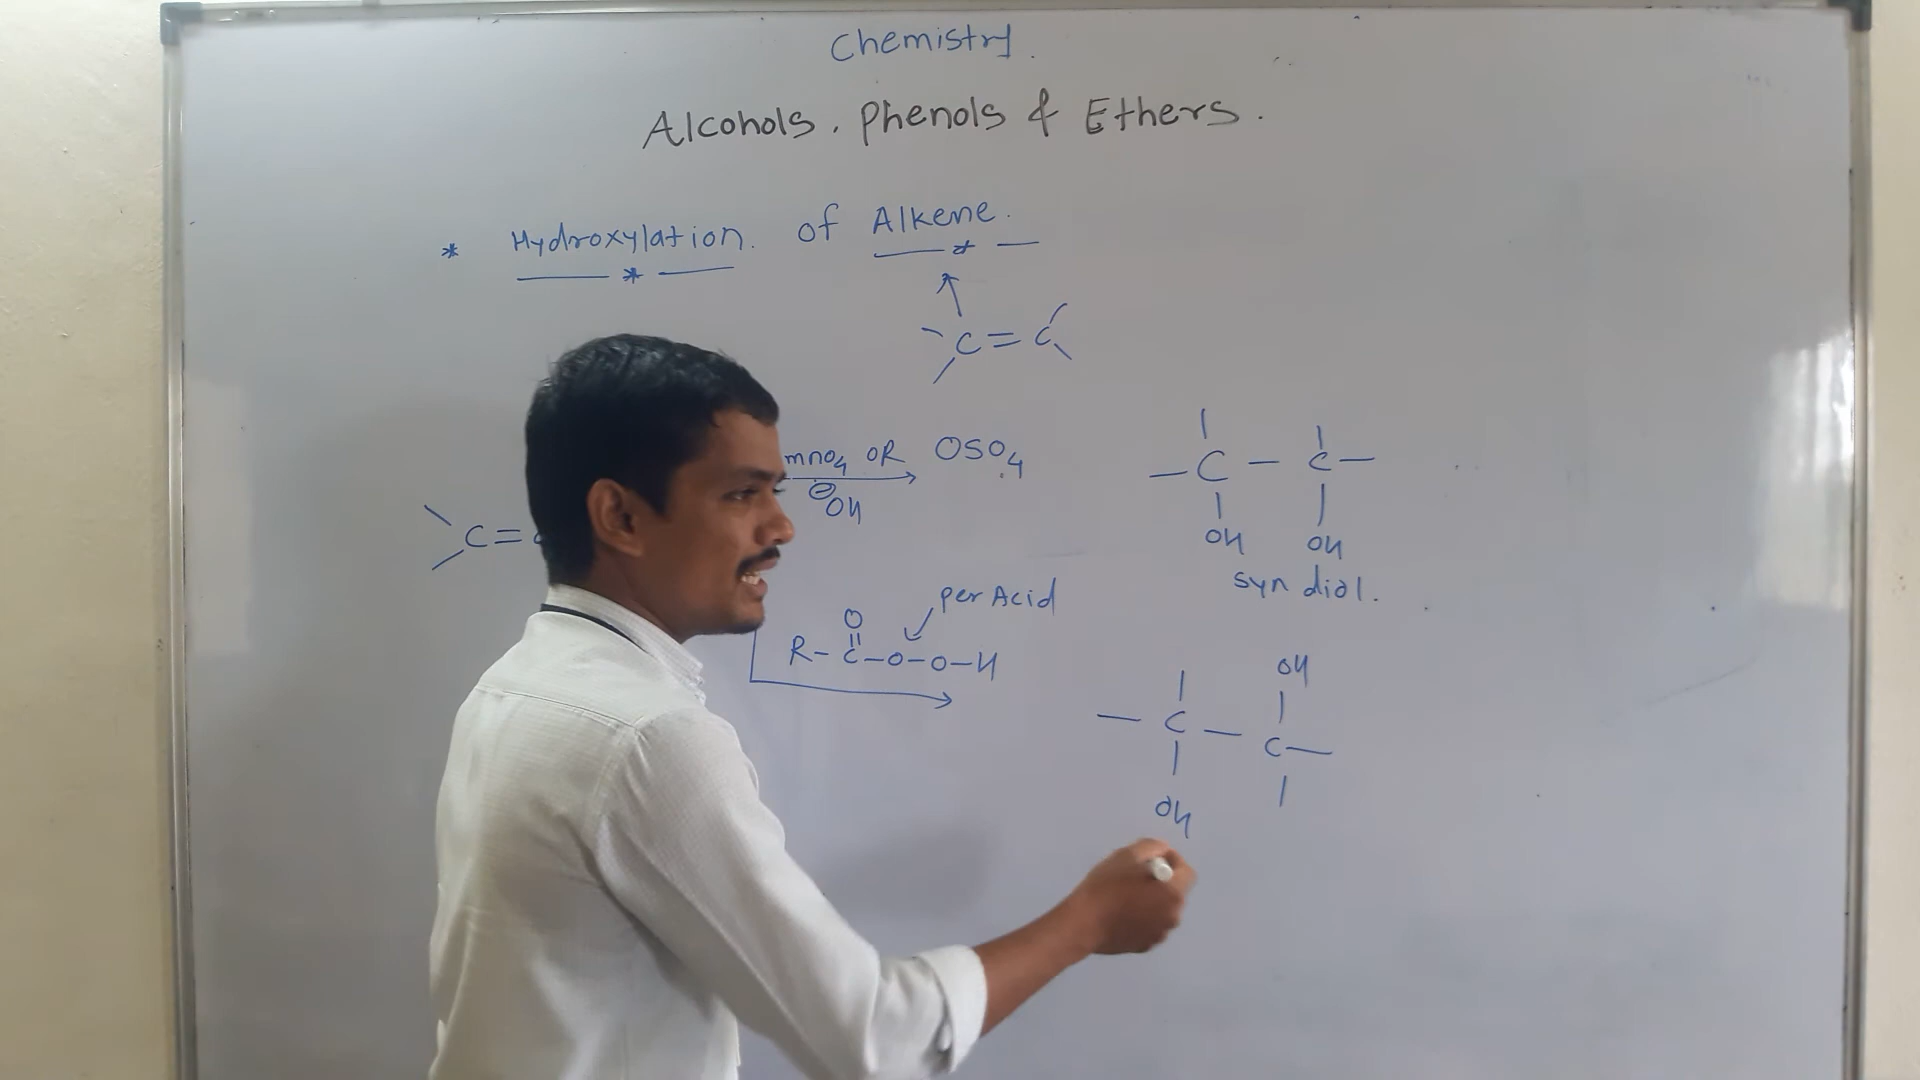 Chemistry.
Alcohols, Phenols & Ethers.
* Hydroxylation. of Alkene.
C = C
mnO4 OR OSO4
⊖OH
C =
— C — C —
OH OH
syn diol.
per Acid
O
R – C – O – O – H
OH
— C — C —
OH